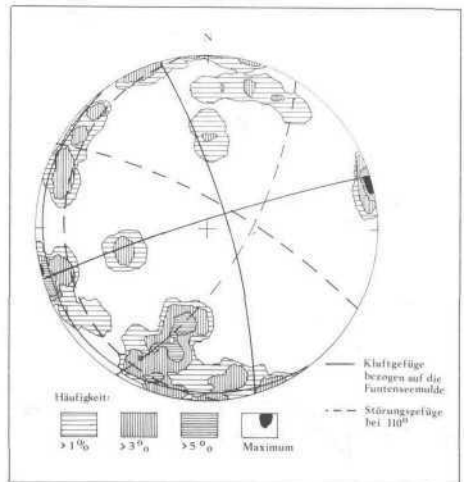 N
Häufigkeit:
>1%
>3%
>5%
Maximum
Kluftgefüge
bezogen auf die
Funtenseemulde
Störungsgefüge
bei 110°